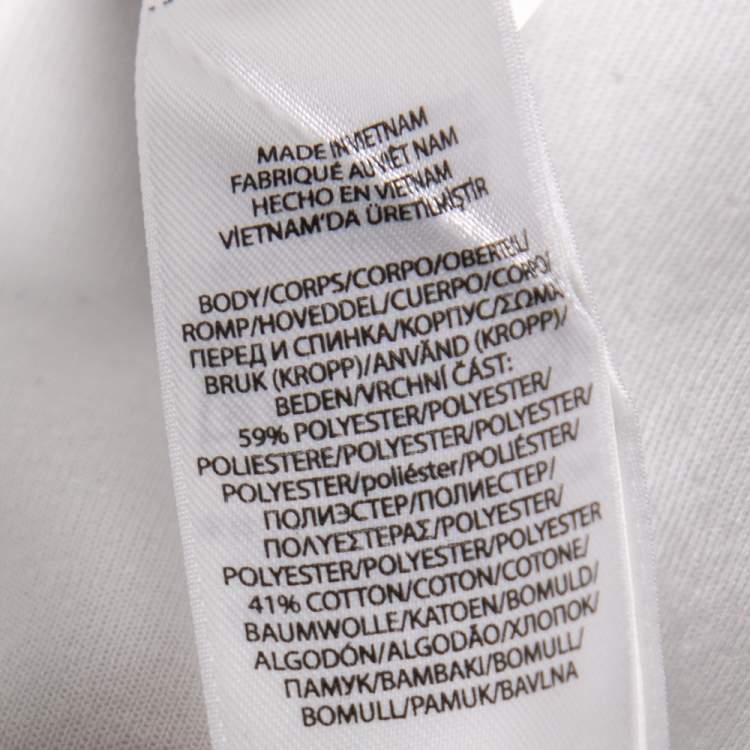 MADE IN VIETNAM
FABRIQUÉ AU VIÊT NAM
HECHO EN VIETNAM
VİETNAM'DA ÜRETİLMİŞTİR
BODY/CORPS/CORPO/OBERTEIL/
ROMP/HOVEDDEL/CUERPO/CORPO/
ПЕРЕД И СПИНКА/КОРПУС/ΣΩΜΑ
BRUK (KROPP)/ANVÄND (KROPP)/
BEDEN/VRCHNÍ ČÁST:
59% POLYESTER/POLYESTER/
POLIESTERE/POLYESTER/POLYESTER/
POLYESTER/poliéster/POLIÉSTER/
ПОЛИЭСТЕР/ПОЛИЕСТЕР/
ΠΟΛΥΕΣΤΕΡΑΣ/POLYESTER/
POLYESTER/POLYESTER/POLYESTER
41% COTTON/COTON/COTONE/
BAUMWOLLE/KATOEN/BOMULD/
ALGODÓN/ALGODÃO/ХЛОПОК/
ПАМУК/ΒΑΜΒΑΚΙ/BOMULL/
BOMULL/PAMUK/BAVLNA